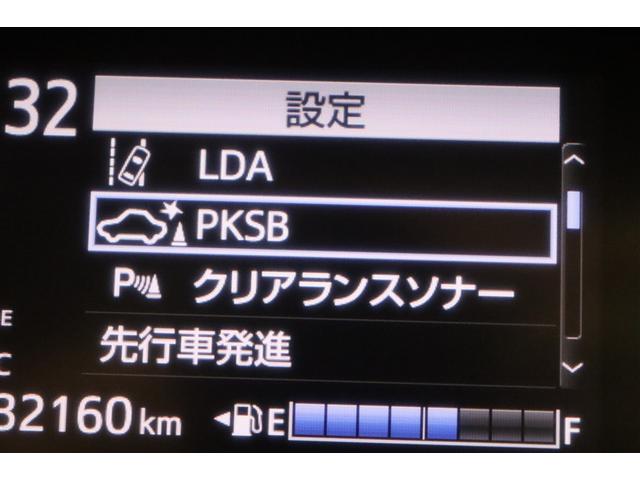 32
設定
LDA
PKSB
P クリアランスソナー
先行車発進
E
C
32160 km
E F